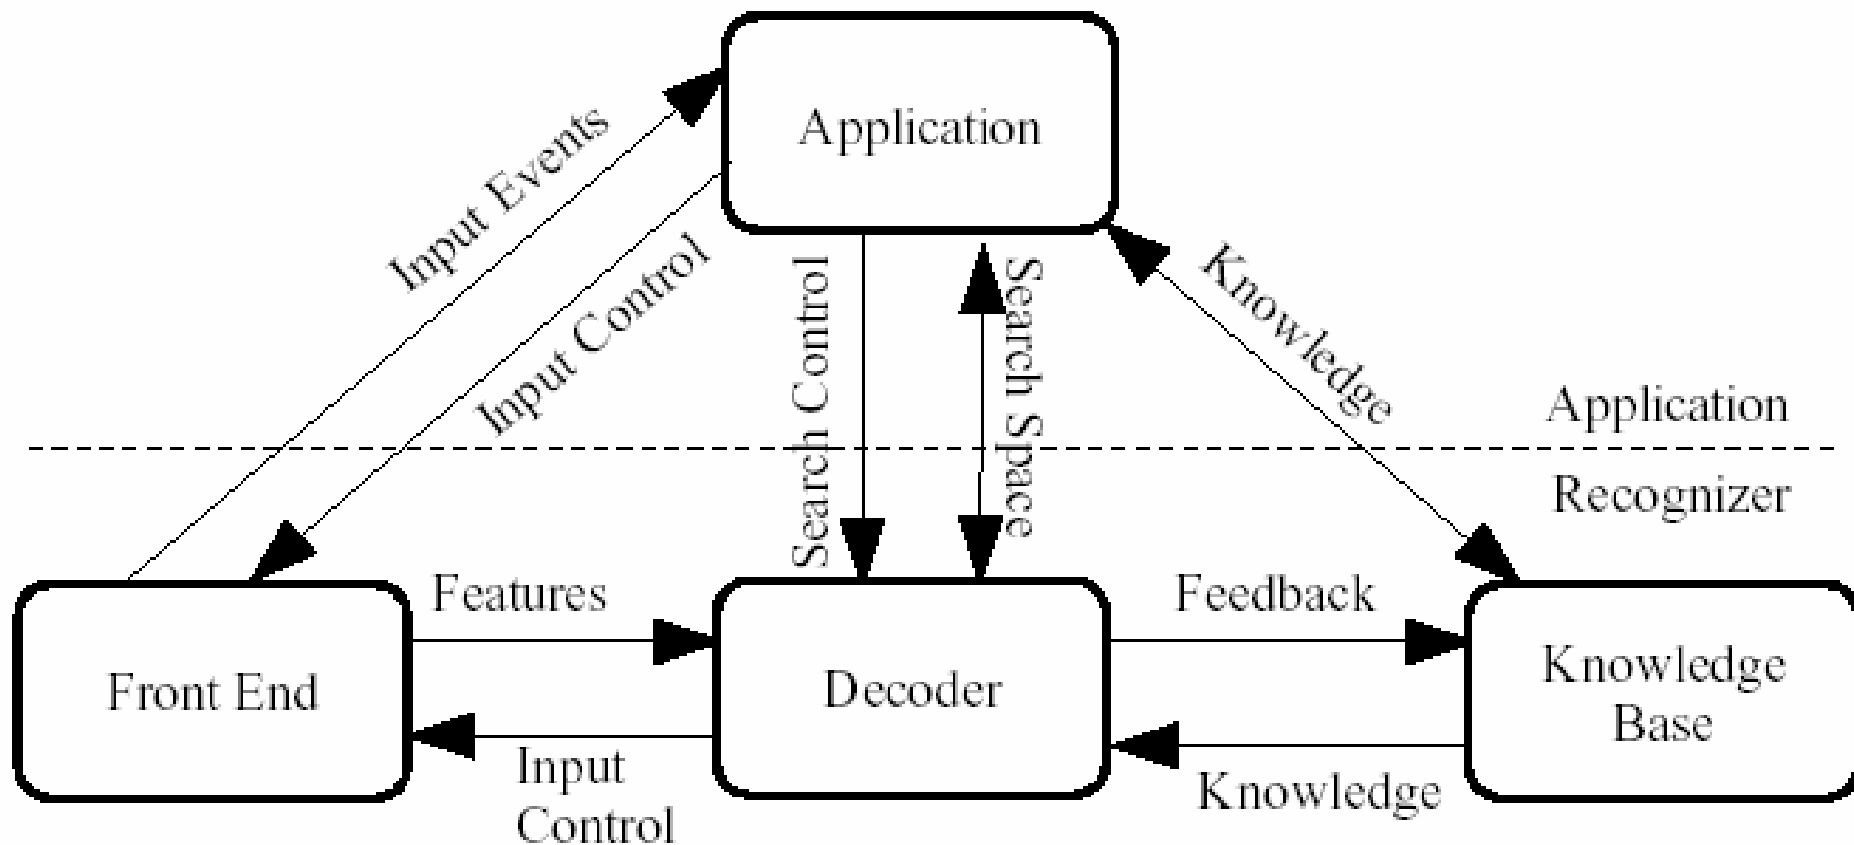 Application
Input Events
Input Control
Search Control
Search Space
Knowledge
Application
Recognizer
Features
Feedback
Front End
Decoder
Knowledge
Base
Input
Control
Knowledge